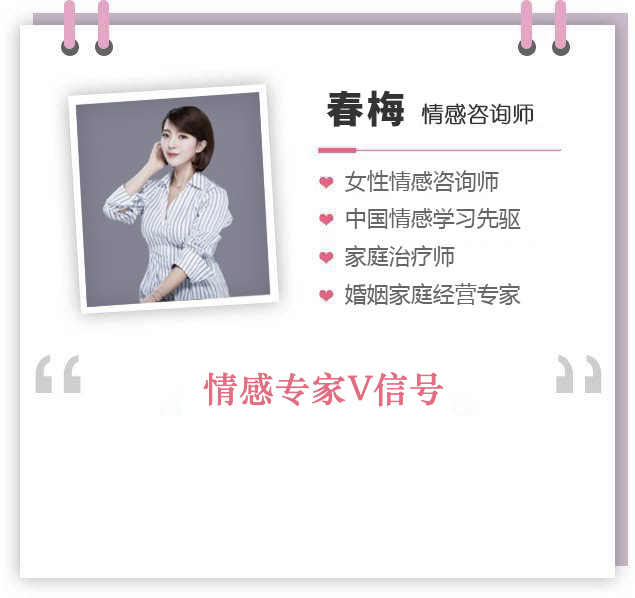 春梅 情感咨询师
女性情感咨询师
中国情感学习先驱
家庭治疗师
婚姻家庭经营专家
“情感专家V信号”